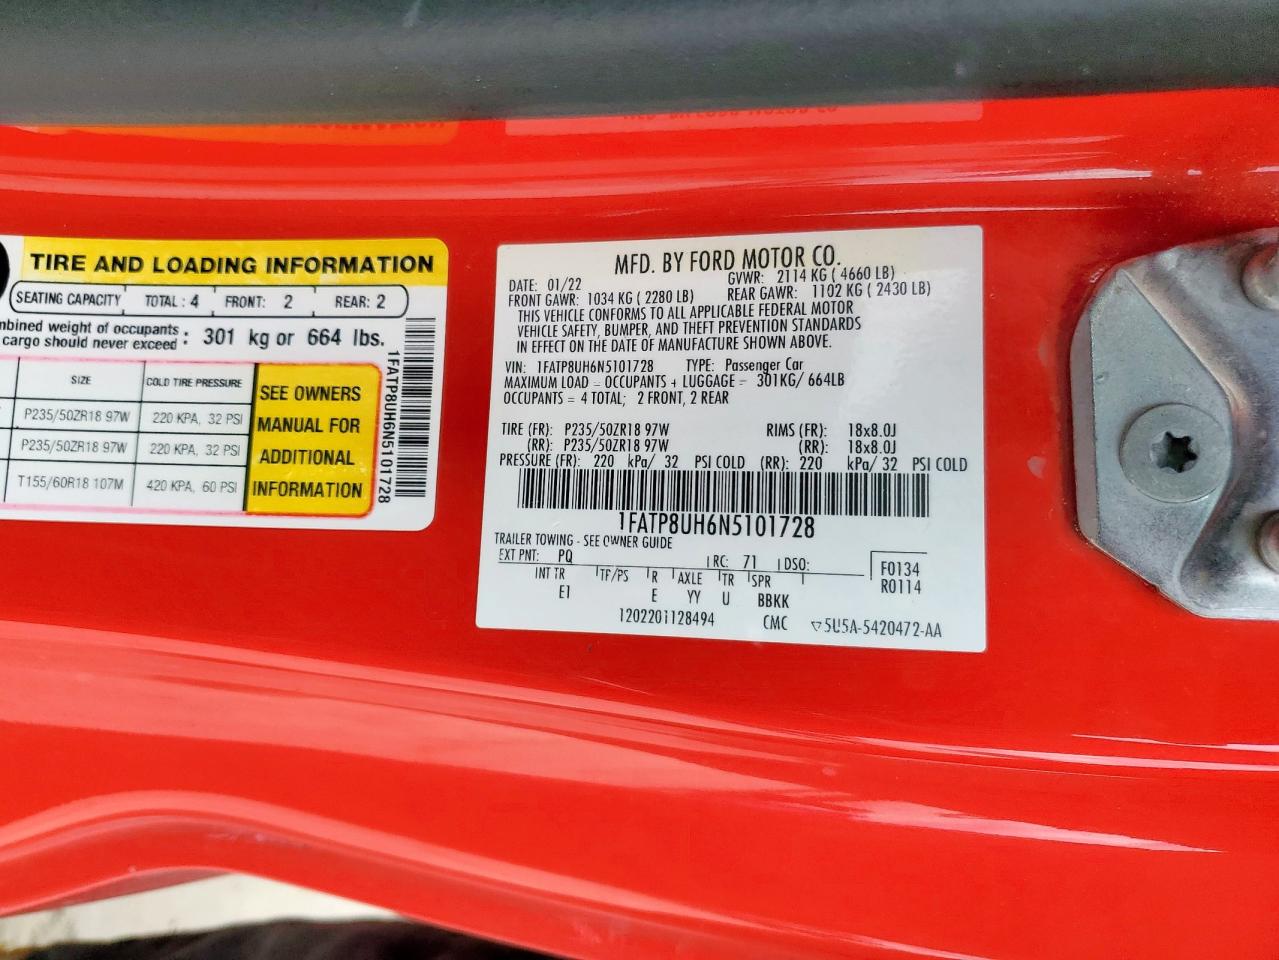 TIRE AND LOADING INFORMATION
SEATING CAPACITY TOTAL : 4 FRONT: 2 REAR: 2
mbined weight of occupants : 301 kg or 664 lbs.
cargo should never exceed
SIZE COLD TIRE PRESSURE
P235/50ZR18 97W 220 KPA, 32 PSI
P235/50ZR18 97W 220 KPA, 32 PSI
T155/60R18 107M 420 KPA, 60 PSI
SEE OWNERS
MANUAL FOR
ADDITIONAL
INFORMATION
1FATP8UH6N5101728
MFD. BY FORD MOTOR CO.
DATE: 01/22 GVWR: 2114 KG ( 4660 LB)
FRONT GAWR: 1034 KG ( 2280 LB) REAR GAWR: 1102 KG ( 2430 LB)
THIS VEHICLE CONFORMS TO ALL APPLICABLE FEDERAL MOTOR
VEHICLE SAFETY, BUMPER, AND THEFT PREVENTION STANDARDS
IN EFFECT ON THE DATE OF MANUFACTURE SHOWN ABOVE.
VIN: 1FATP8UH6N5101728 TYPE: Passenger Car
MAXIMUM LOAD = OCCUPANTS + LUGGAGE = 301KG/ 664LB
OCCUPANTS = 4 TOTAL; 2 FRONT, 2 REAR
TIRE (FR): P235/50ZR18 97W RIMS (FR): 18x8.0J
(RR): P235/50ZR18 97W (RR): 18x8.0J
PRESSURE (FR): 220 kPa/ 32 PSI COLD (RR): 220 kPa/ 32 PSI COLD
1FATP8UH6N5101728
TRAILER TOWING - SEE OWNER GUIDE
EXT PNT: PQ RC: 71 DSO:
INT TR TF/PS R AXLE TR SPR
E1 E YY U BBKK
F0134
R0114
1202201128494 CMC 5U5A-5420472-AA